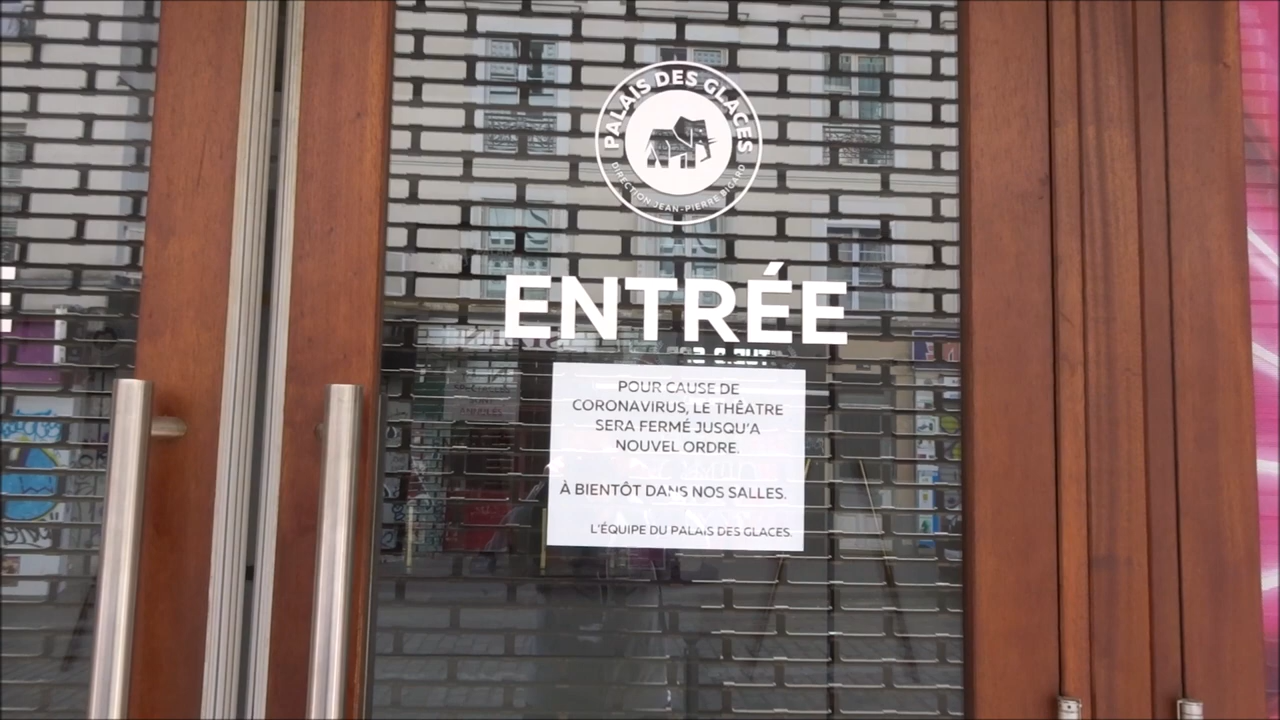 PALAIS DES GLACES
DIRECTION JEAN-PIERRE BIGARD
ENTRÉE
POUR CAUSE DE
CORONAVIRUS, LE THÊATRE
SERA FERMÉ JUSQU'A
NOUVEL ORDRE.
À BIENTÔT DANS NOS SALLES.
L'ÉQUIPE DU PALAIS DES GLACES.